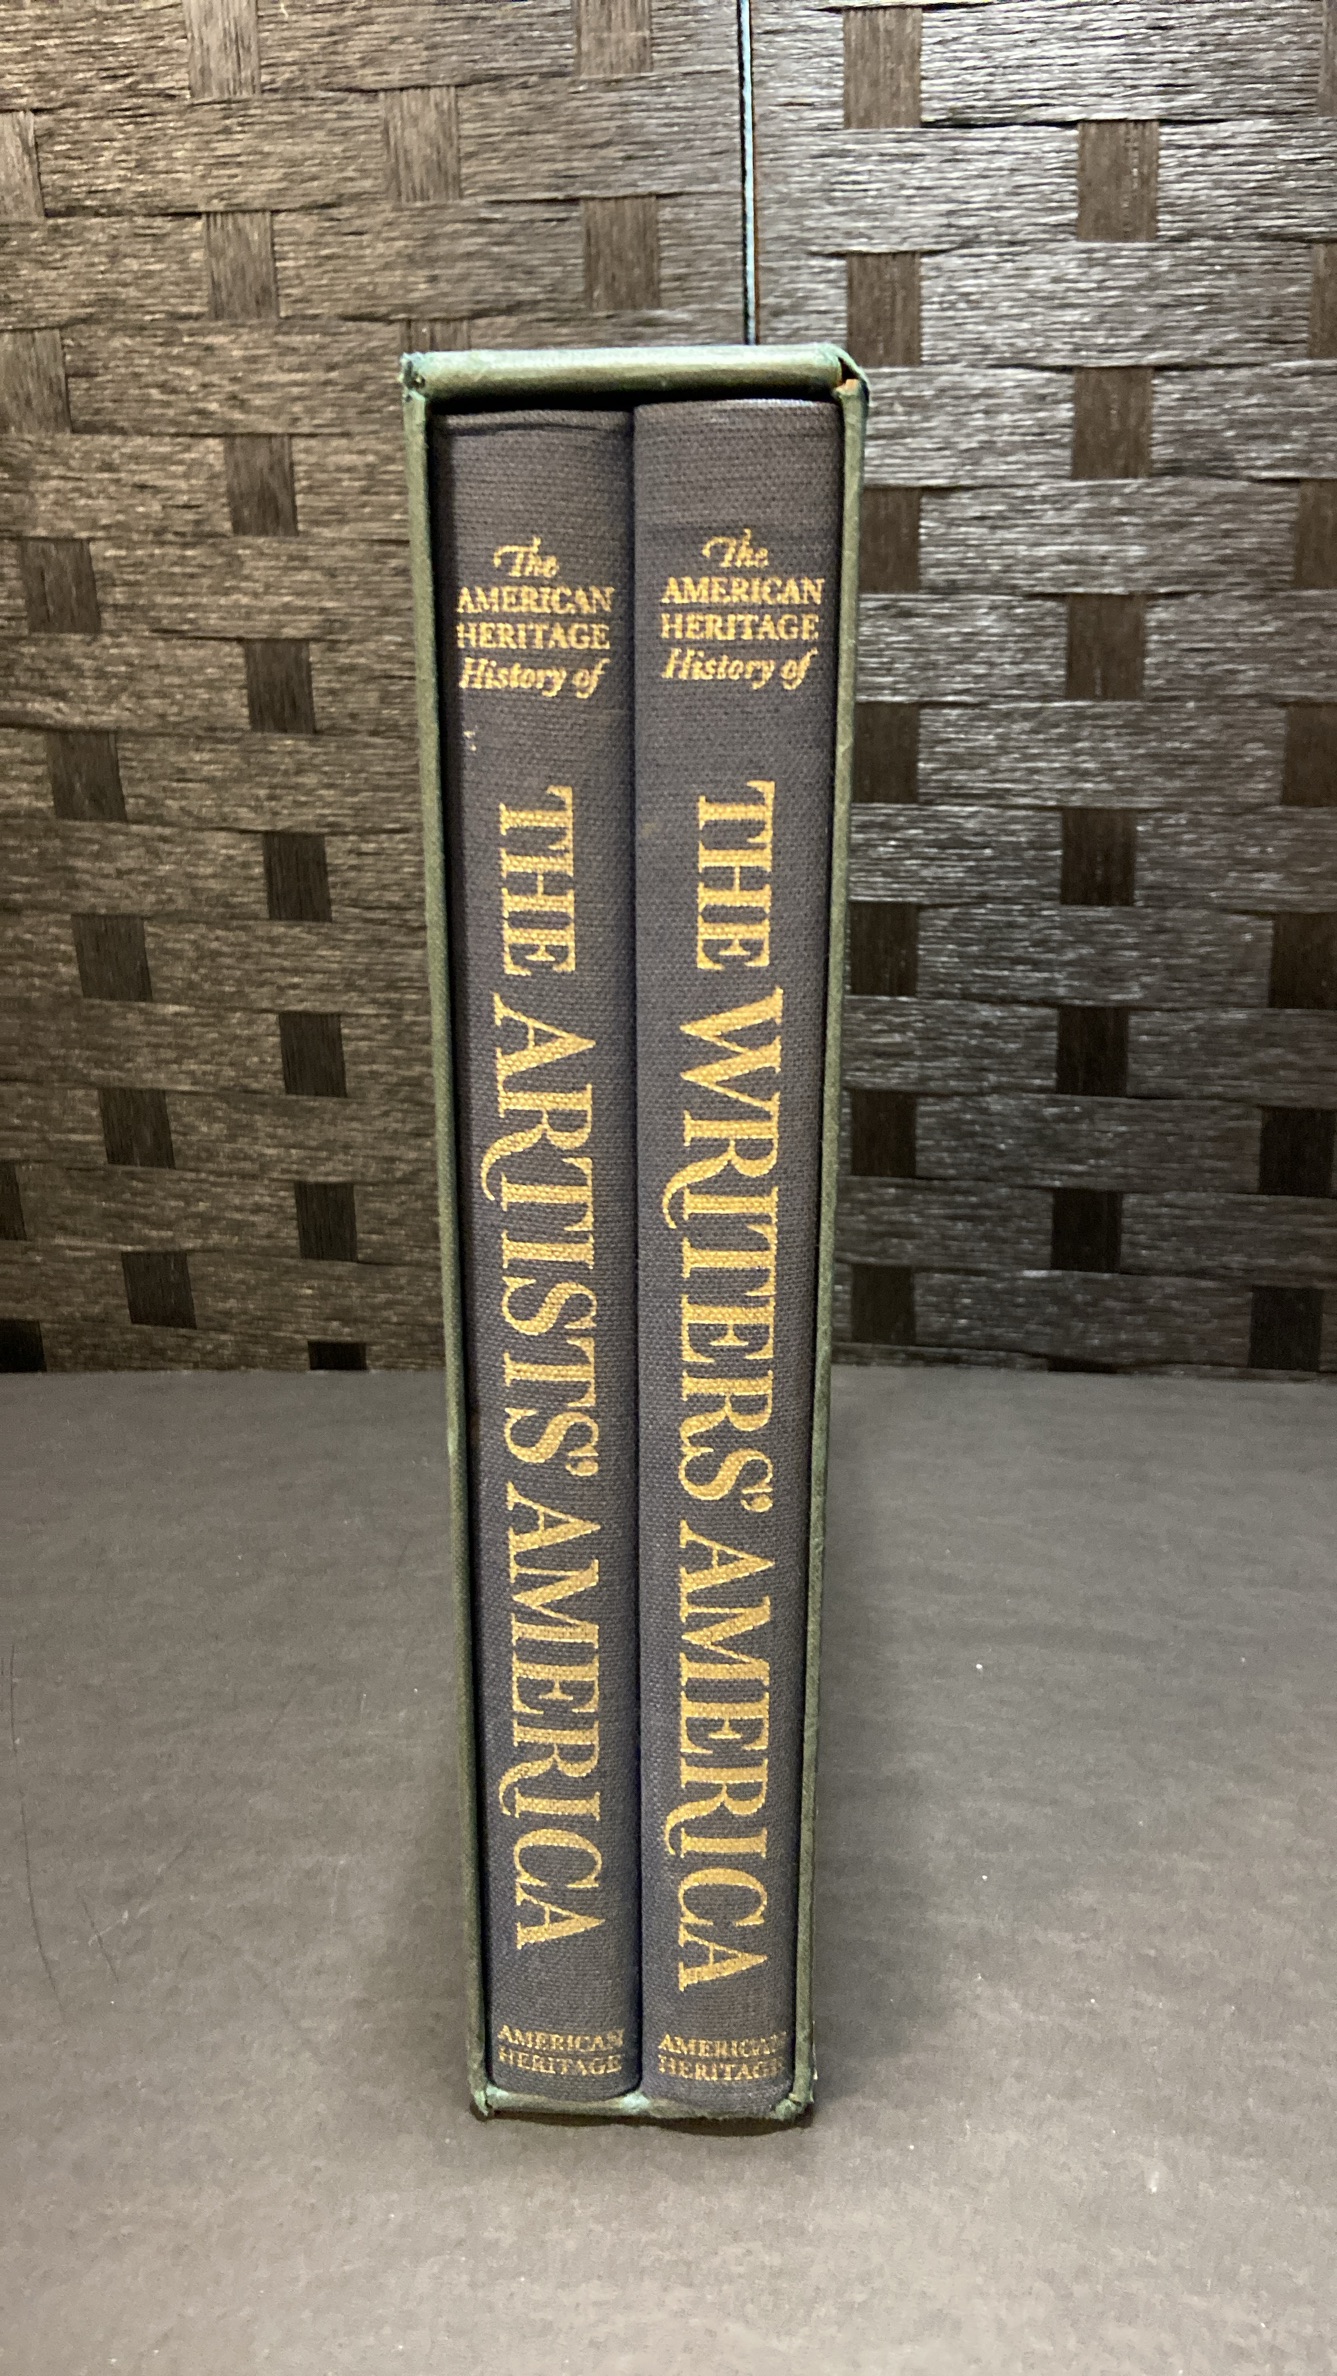 The
AMERICAN
HERITAGE
History of
THE ARTISTS' AMERICA
AMERICAN
HERITAGE
The
AMERICAN
HERITAGE
History of
THE WRITERS' AMERICA
AMERICAN
HERITAGE